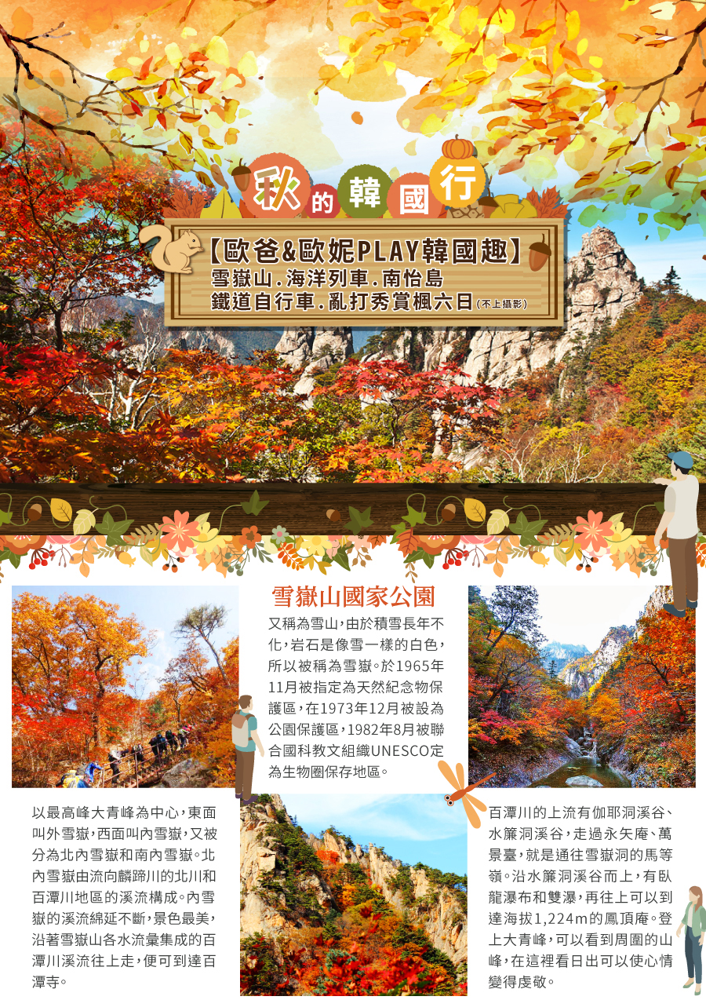 秋的韓國行
【歐爸&歐妮PLAY韓國趣】
雪嶽山.海洋列車.南怡島
鐵道自行車.亂打秀賞楓六日(不上攝影)
雪嶽山國家公園
又稱為雪山,由於積雪長年不
化,岩石是像雪一樣的白色,
所以被稱為雪嶽。於1965年
11月被指定為天然紀念物保
護區,在1973年12月被設為
公園保護區,1982年8月被聯
合國科教文組織UNESCO定
為生物圈保存地區。
以最高峰大青峰為中心,東面
叫外雪嶽,西面叫內雪嶽,又被
分為北內雪嶽和南內雪嶽。北
內雪嶽由流向麟蹄川的北川和
百潭川地區的溪流構成。內雪
嶽的溪流綿延不斷,景色最美,
沿著雪嶽山各水流彙集成的百
潭川溪流往上走,便可到達百
潭寺。
百潭川的上流有伽耶洞溪谷、
水簾洞溪谷,走過永矢庵、萬
景臺,就是通往雪嶽洞的馬等
嶺。沿水簾洞溪谷而上,有臥
龍瀑布和雙瀑,再往上可以到
達海拔1,224m的鳳頂庵。登
上大青峰,可以看到周圍的山
峰,在這裡看日出可以使心情
變得虔敬。